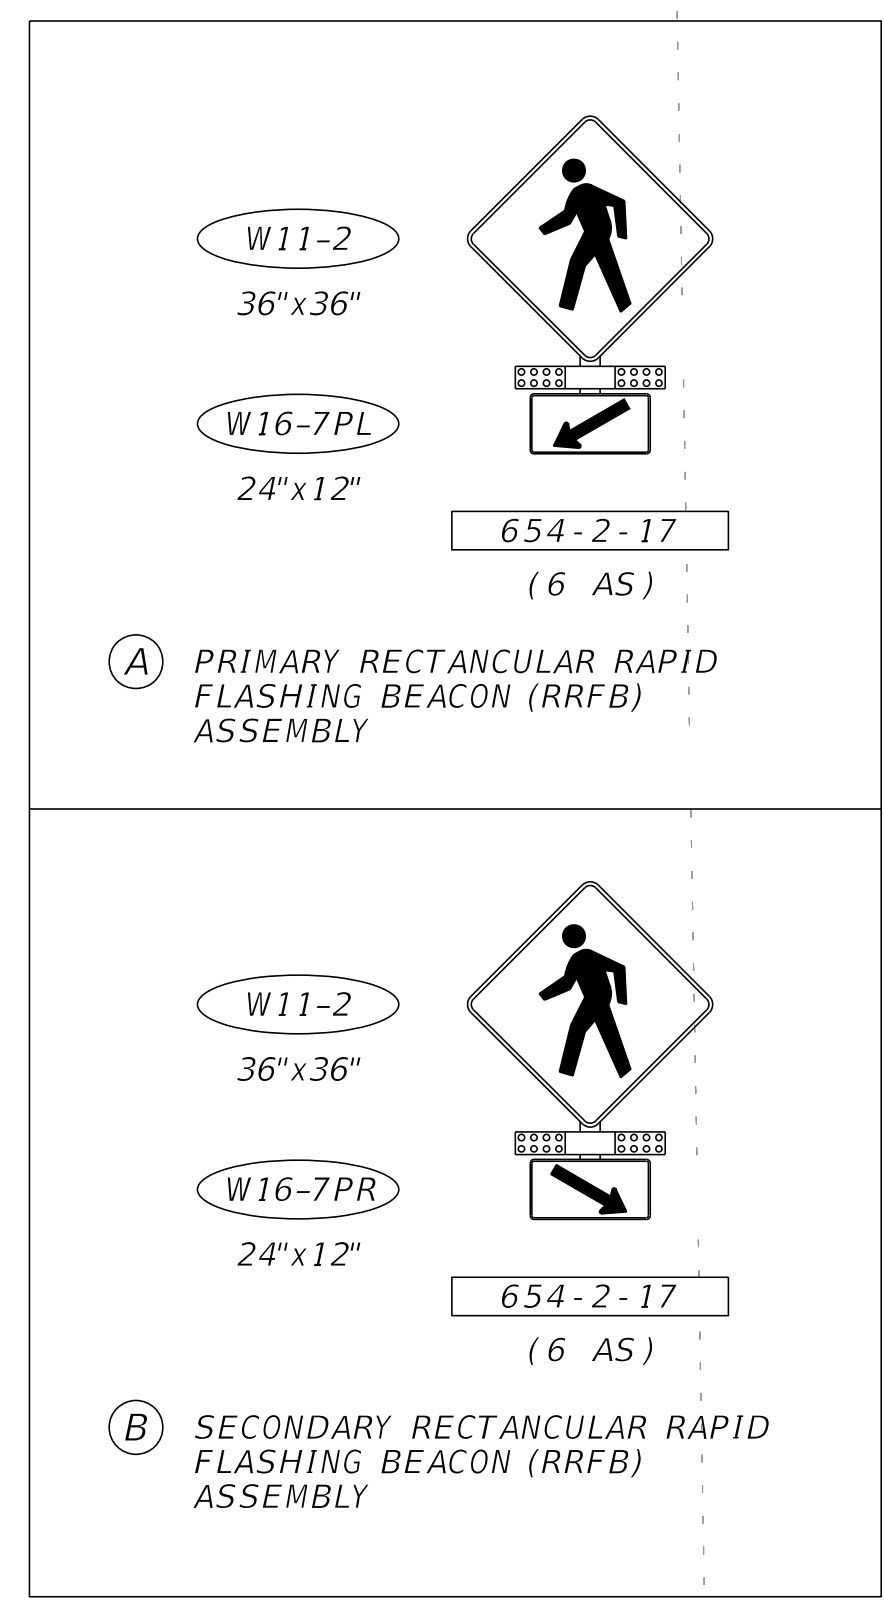 W11-2
36"x36"
W16-7PL
24"x12"
654-2-17
(6 AS)
A PRIMARY RECTANCULAR RAPID
FLASHING BEACON (RRFB)
ASSEMBLY
W11-2
36"x36"
W16-7PR
24"x12"
654-2-17
(6 AS)
B SECONDARY RECTANCULAR RAPID
FLASHING BEACON (RRFB)
ASSEMBLY